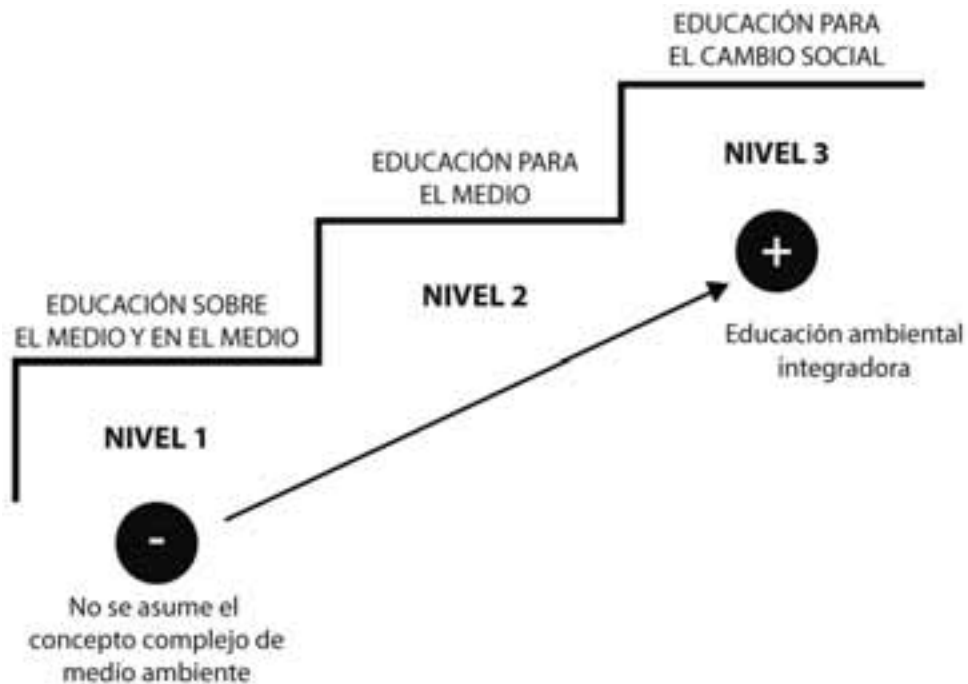 EDUCACIÓN PARA
EL CAMBIO SOCIAL
NIVEL 3
+
Educación ambiental
integradora
EDUCACIÓN PARA
EL MEDIO
NIVEL 2
EDUCACIÓN SOBRE
EL MEDIO Y EN EL MEDIO
NIVEL 1
-
No se asume el
concepto complejo de
medio ambiente